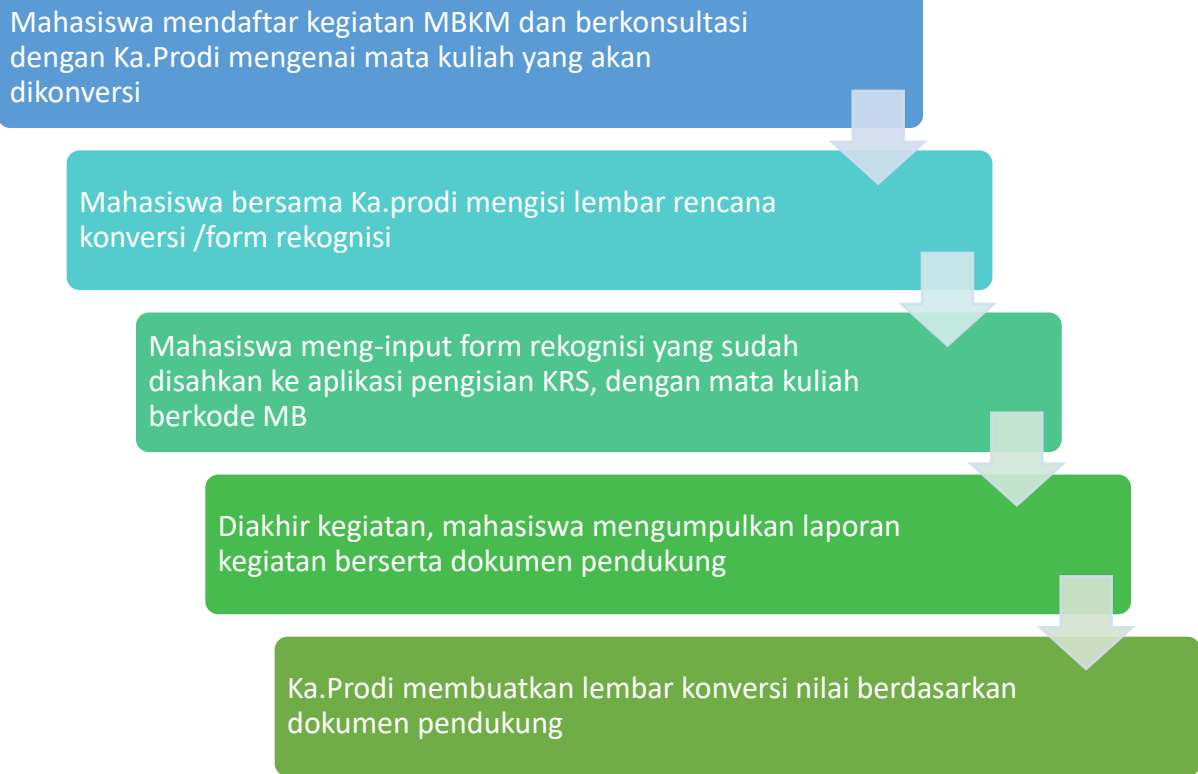 Mahasiswa mendaftar kegiatan MBKM dan berkonsultasi
dengan Ka.Prodi mengenai mata kuliah yang akan
dikonversi
Mahasiswa bersama Ka.prodi mengisi lembar rencana
konversi /form rekognisi
Mahasiswa meng-input form rekognisi yang sudah
disahkan ke aplikasi pengisian KRS, dengan mata kuliah
berkode MB
Diakhir kegiatan, mahasiswa mengumpulkan laporan
kegiatan berserta dokumen pendukung
Ka.Prodi membuatkan lembar konversi nilai berdasarkan
dokumen pendukung